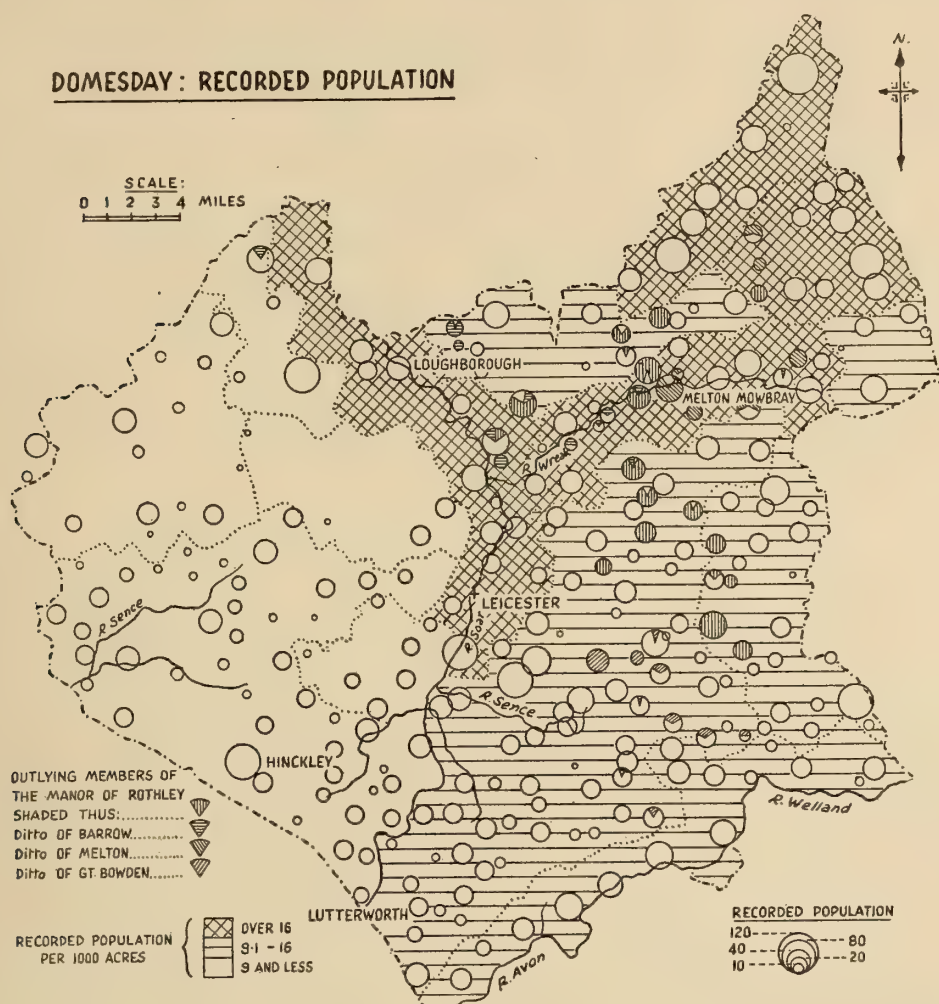 DOMESDAY: RECORDED POPULATION
N.
SCALE:
0 1 2 3 4 MILES
LOUGHBOROUGH
MELTON MOWBRAY
R. Wreak
LEICESTER
R. Soar
R. Sence
R. Sence
HINCKLEY
OUTLYING MEMBERS OF
THE MANOR OF ROTHLEY
SHADED THUS:........
Ditto OF BARROW........
Ditto OF MELTON........
Ditto OF GT. BOWDEN.....
R. Welland
LUTTERWORTH
R. Avon
RECORDED POPULATION
PER 1000 ACRES
OVER 16
9·1 - 16
9 AND LESS
RECORDED POPULATION
120
80
40
20
10